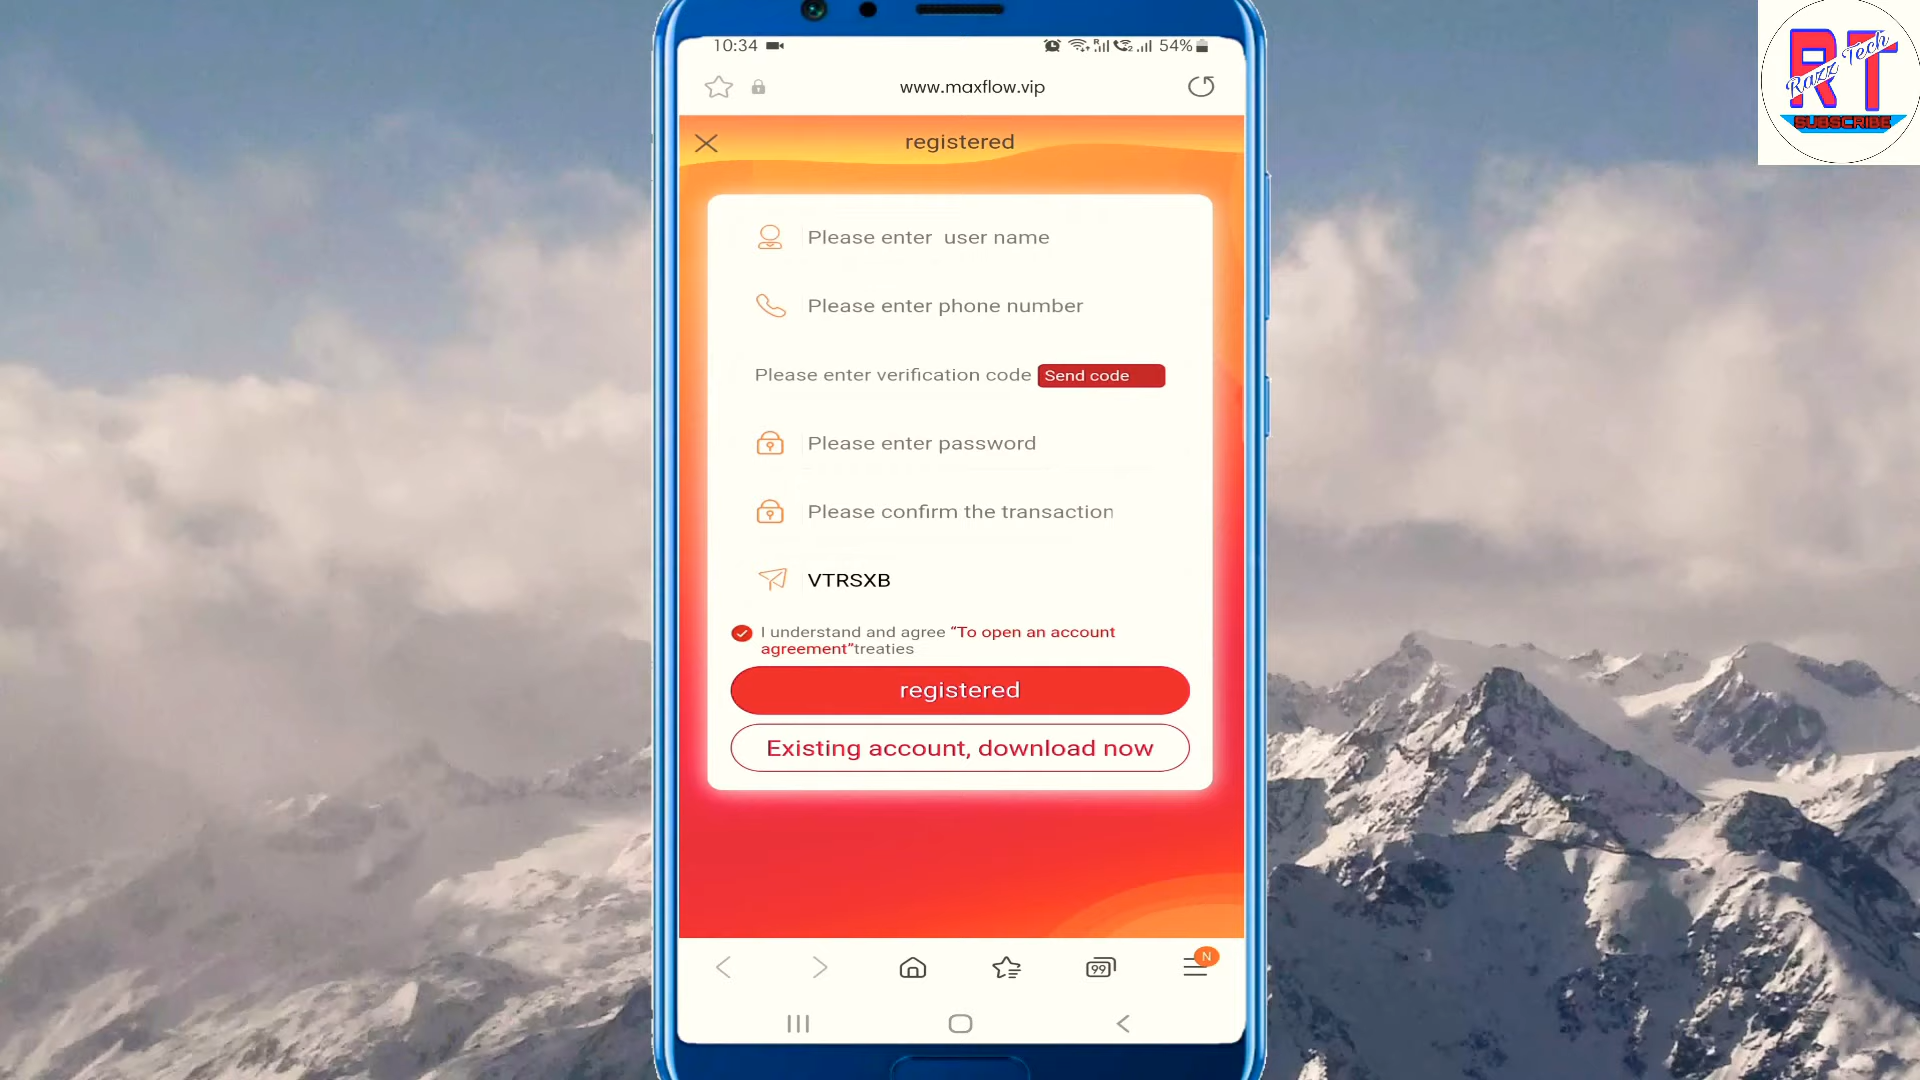 10:34
54%
www.maxflow.vip
registered
Please enter  user name
Please enter phone number
Please enter verification code Send code
Please enter password
Please confirm the transaction
VTRSXB
I understand and agree “To open an account
agreement”treaties
registered
Existing account, download now
99
N
RT
Razz Tech
SUBSCRIBE